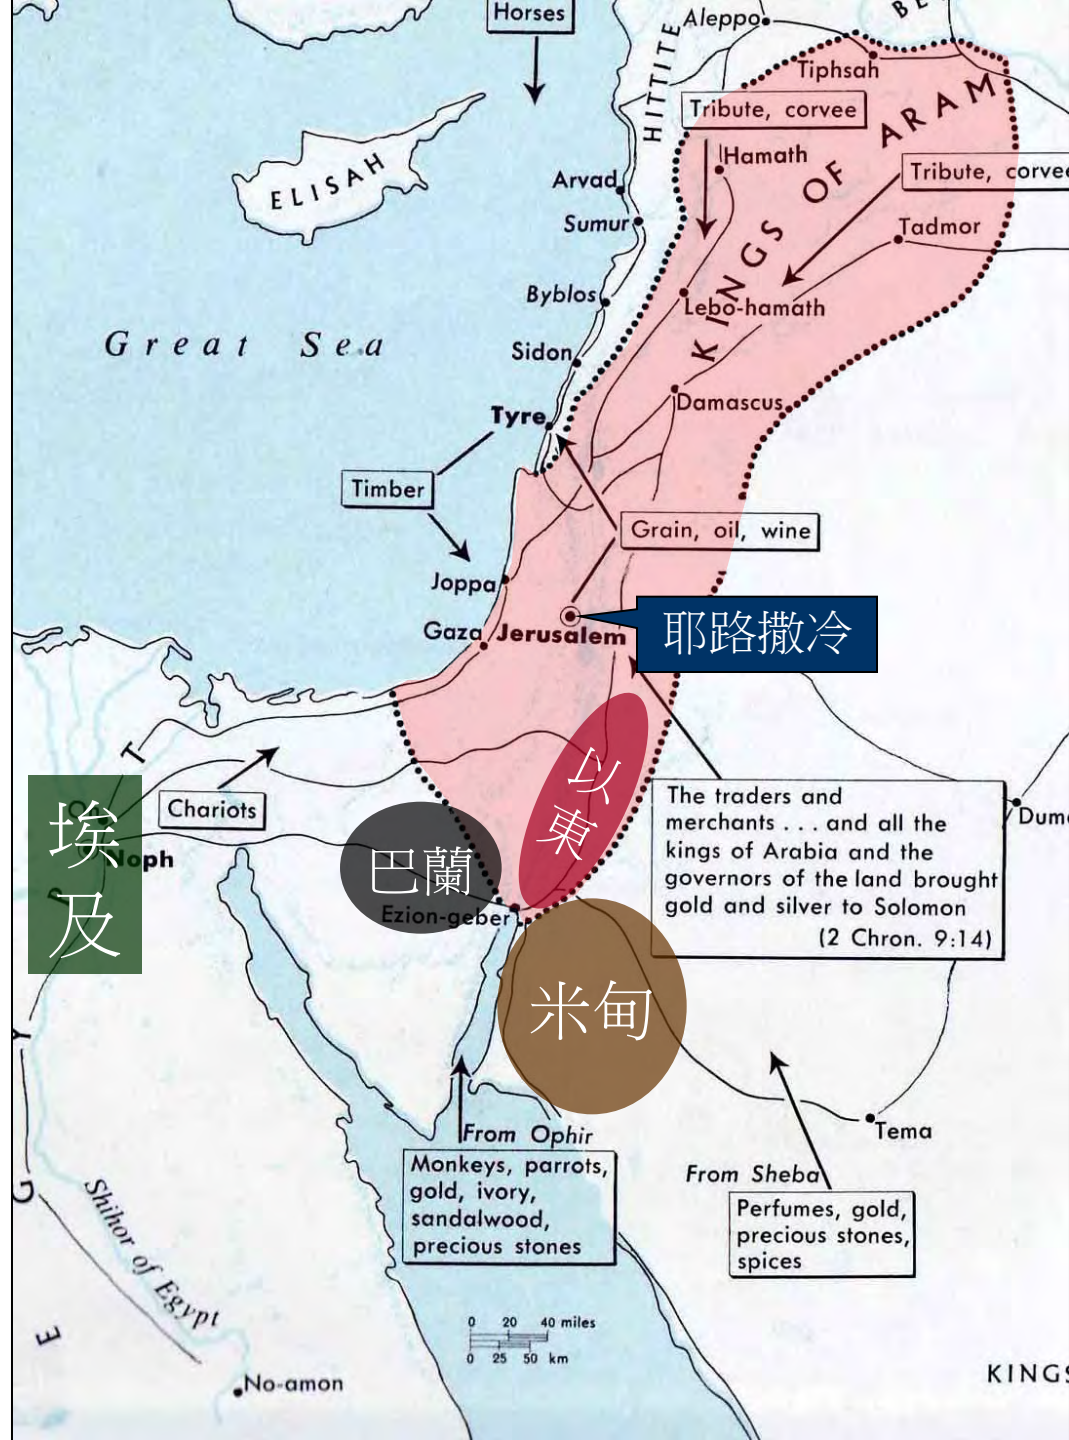 Horses
Aleppo
HITTITE
Tiphsah
Tribute, corvee
KINGS OF ARAM
Hamath
Tribute, corvee
ELISAH
Arvad
Sumur
Tadmor
Byblos
Lebo-hamath
Great Sea
Sidon
Damascus
Tyre
Timber
Grain, oil, wine
Joppa
Gaza
Jerusalem
耶路撒冷
以東
埃及
Chariots
Noph
巴蘭
Ezion-geber
The traders and
merchants . . . and all the
kings of Arabia and the
governors of the land brought
gold and silver to Solomon
(2 Chron. 9:14)
米甸
From Ophir
Monkeys, parrots,
gold, ivory,
sandalwood,
precious stones
Tema
From Sheba
Perfumes, gold,
precious stones,
spices
Shihor of Egypt
0 20 40 miles
0 25 50 km
No-amon
KINGS